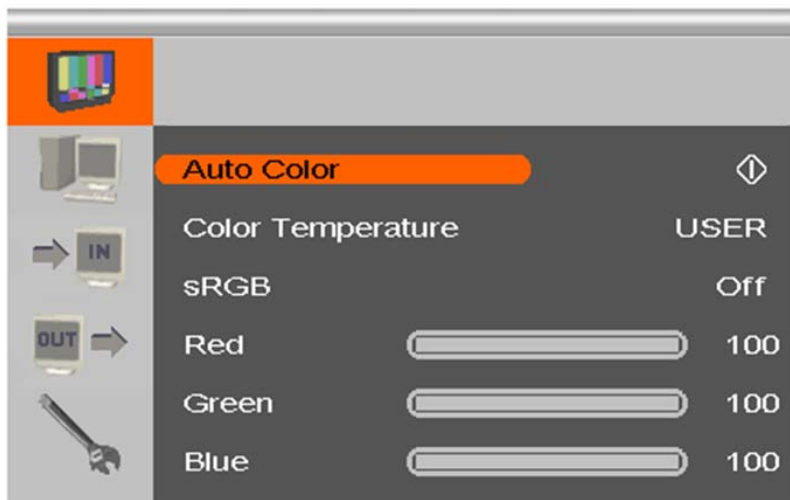 Auto Color
Color Temperature USER
IN
sRGB Off
OUT
Red 100
Green 100
Blue 100